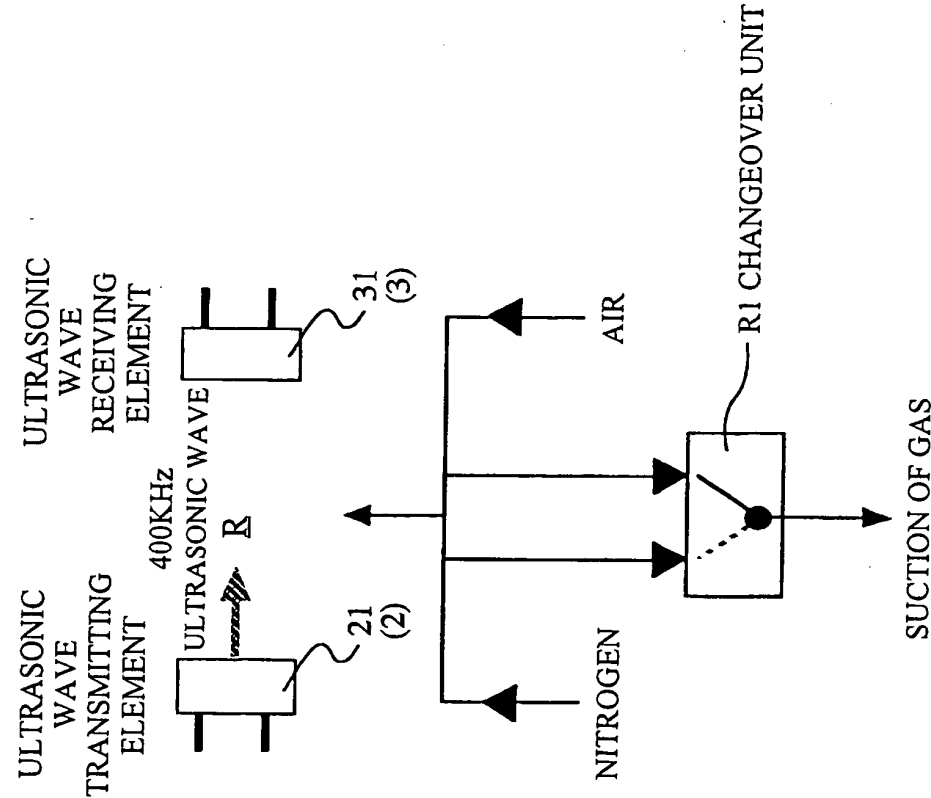 ULTRASONIC
WAVE
TRANSMITTING
ELEMENT
ULTRASONIC
WAVE
RECEIVING
ELEMENT
400KHz
ULTRASONIC WAVE
R
21
(2)
31
(3)
NITROGEN
AIR
R1 CHANGEOVER UNIT
SUCTION OF GAS